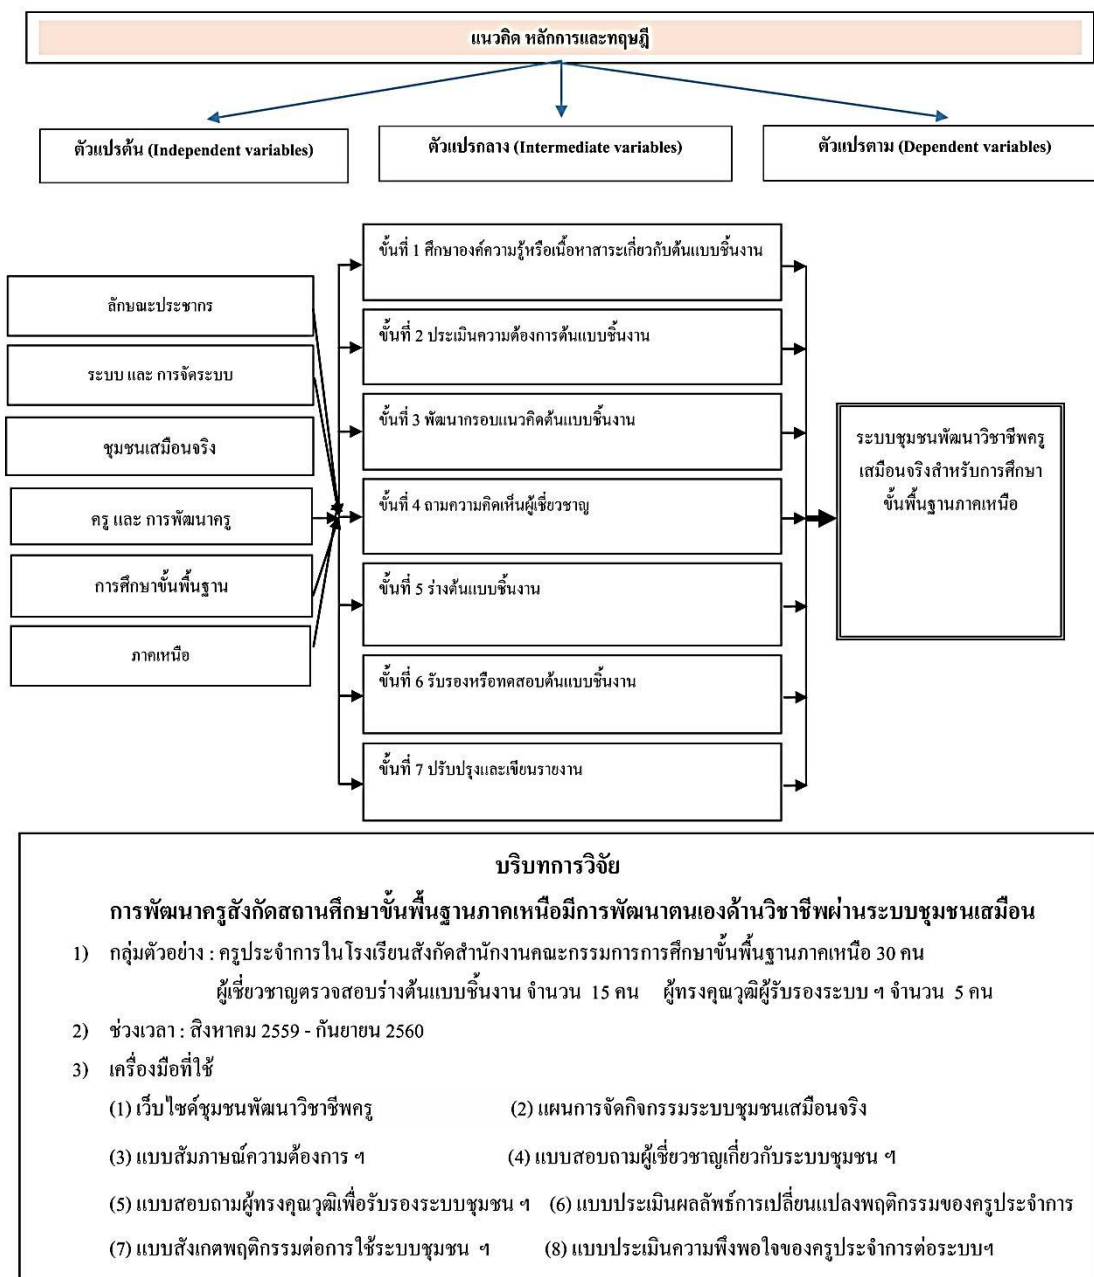 แนวคิด หลักการและทฤษฎี
ตัวแปรต้น (Independent variables)
ตัวแปรกลาง (Intermediate variables)
ตัวแปรตาม (Dependent variables)
ลักษณะประชากร
ระบบ และ การจัดระบบ
ชุมชนเสมือนจริง
ครู และ การพัฒนาครู
การศึกษาขั้นพื้นฐาน
ภาคเหนือ
ขั้นที่ 1 ศึกษาองค์ความรู้หรือเนื้อหาสาระเกี่ยวกับต้นแบบชิ้นงาน
ขั้นที่ 2 ประเมินความต้องการต้นแบบชิ้นงาน
ขั้นที่ 3 พัฒนากรอบแนวคิดต้นแบบชิ้นงาน
ขั้นที่ 4 ถามความคิดเห็นผู้เชี่ยวชาญ
ขั้นที่ 5 ร่างต้นแบบชิ้นงาน
ขั้นที่ 6 รับรองหรือทดสอบต้นแบบชิ้นงาน
ขั้นที่ 7 ปรับปรุงและเขียนรายงาน
ระบบชุมชนพัฒนาวิชาชีพครู
เสมือนจริงสำหรับการศึกษา
ขั้นพื้นฐานภาคเหนือ
บริบทการวิจัย
การพัฒนาครูสังกัดสถานศึกษาขั้นพื้นฐานภาคเหนือมีการพัฒนาตนเองด้านวิชาชีพผ่านระบบชุมชนเสมือน
1) กลุ่มตัวอย่าง : ครูประจำการในโรงเรียนสังกัดสำนักงานคณะกรรมการการศึกษาขั้นพื้นฐานภาคเหนือ 30 คน
ผู้เชี่ยวชาญตรวจสอบร่างต้นแบบชิ้นงาน จำนวน 15 คน ผู้ทรงคุณวุฒิผู้รับรองระบบ ฯ จำนวน 5 คน
2) ช่วงเวลา : สิงหาคม 2559 - กันยายน 2560
3) เครื่องมือที่ใช้
(1) เว็บไซด์ชุมชนพัฒนาวิชาชีพครู (2) แผนการจัดกิจกรรมระบบชุมชนเสมือนจริง
(3) แบบสัมภาษณ์ความต้องการ ฯ (4) แบบสอบถามผู้เชี่ยวชาญเกี่ยวกับระบบชุมชน ฯ
(5) แบบสอบถามผู้ทรงคุณวุฒิเพื่อรับรองระบบชุมชน ฯ (6) แบบประเมินผลลัพธ์การเปลี่ยนแปลงพฤติกรรมของครูประจำการ
(7) แบบสังเกตพฤติกรรมต่อการใช้ระบบชุมชน ฯ (8) แบบประเมินความพึงพอใจของครูประจำการต่อระบบฯ